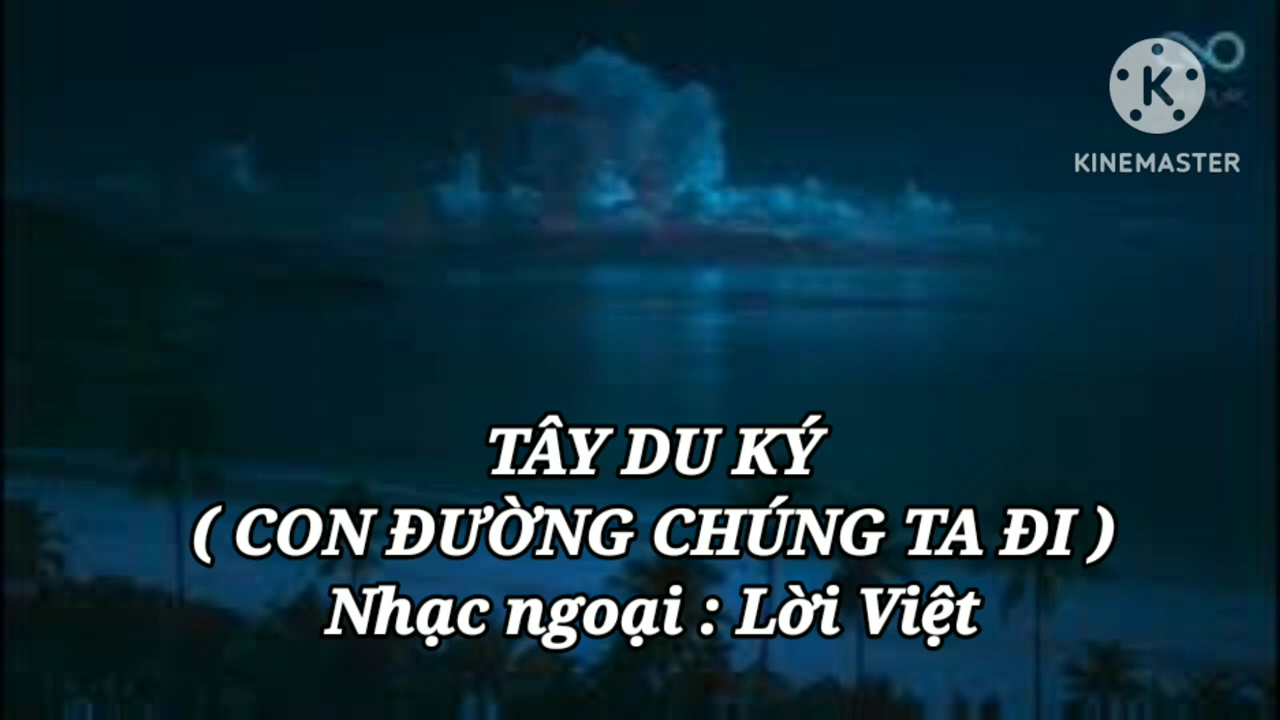 KINEMASTER
TÂY DU KÝ
( CON ĐƯỜNG CHÚNG TA ĐI )
Nhạc ngoại : Lời Việt